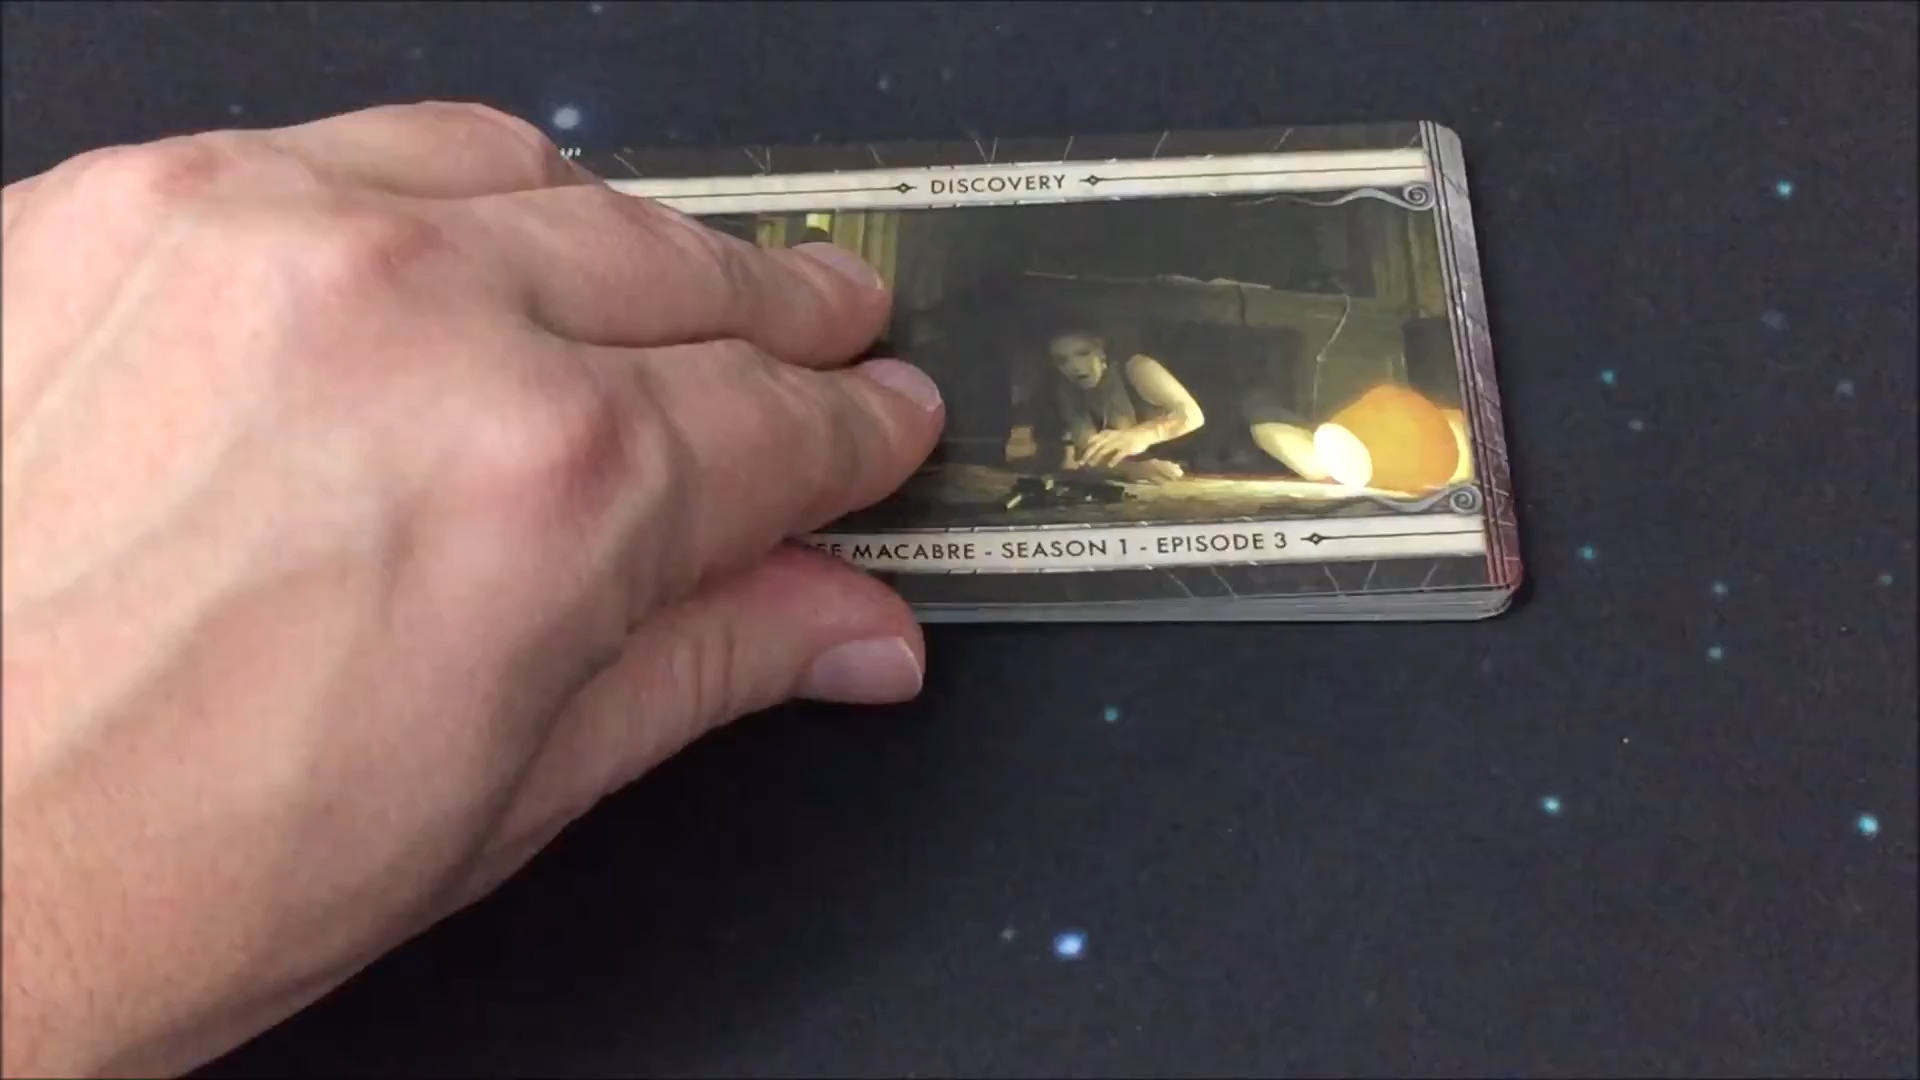 DISCOVERY
MACABRE - SEASON 1 - EPISODE 3